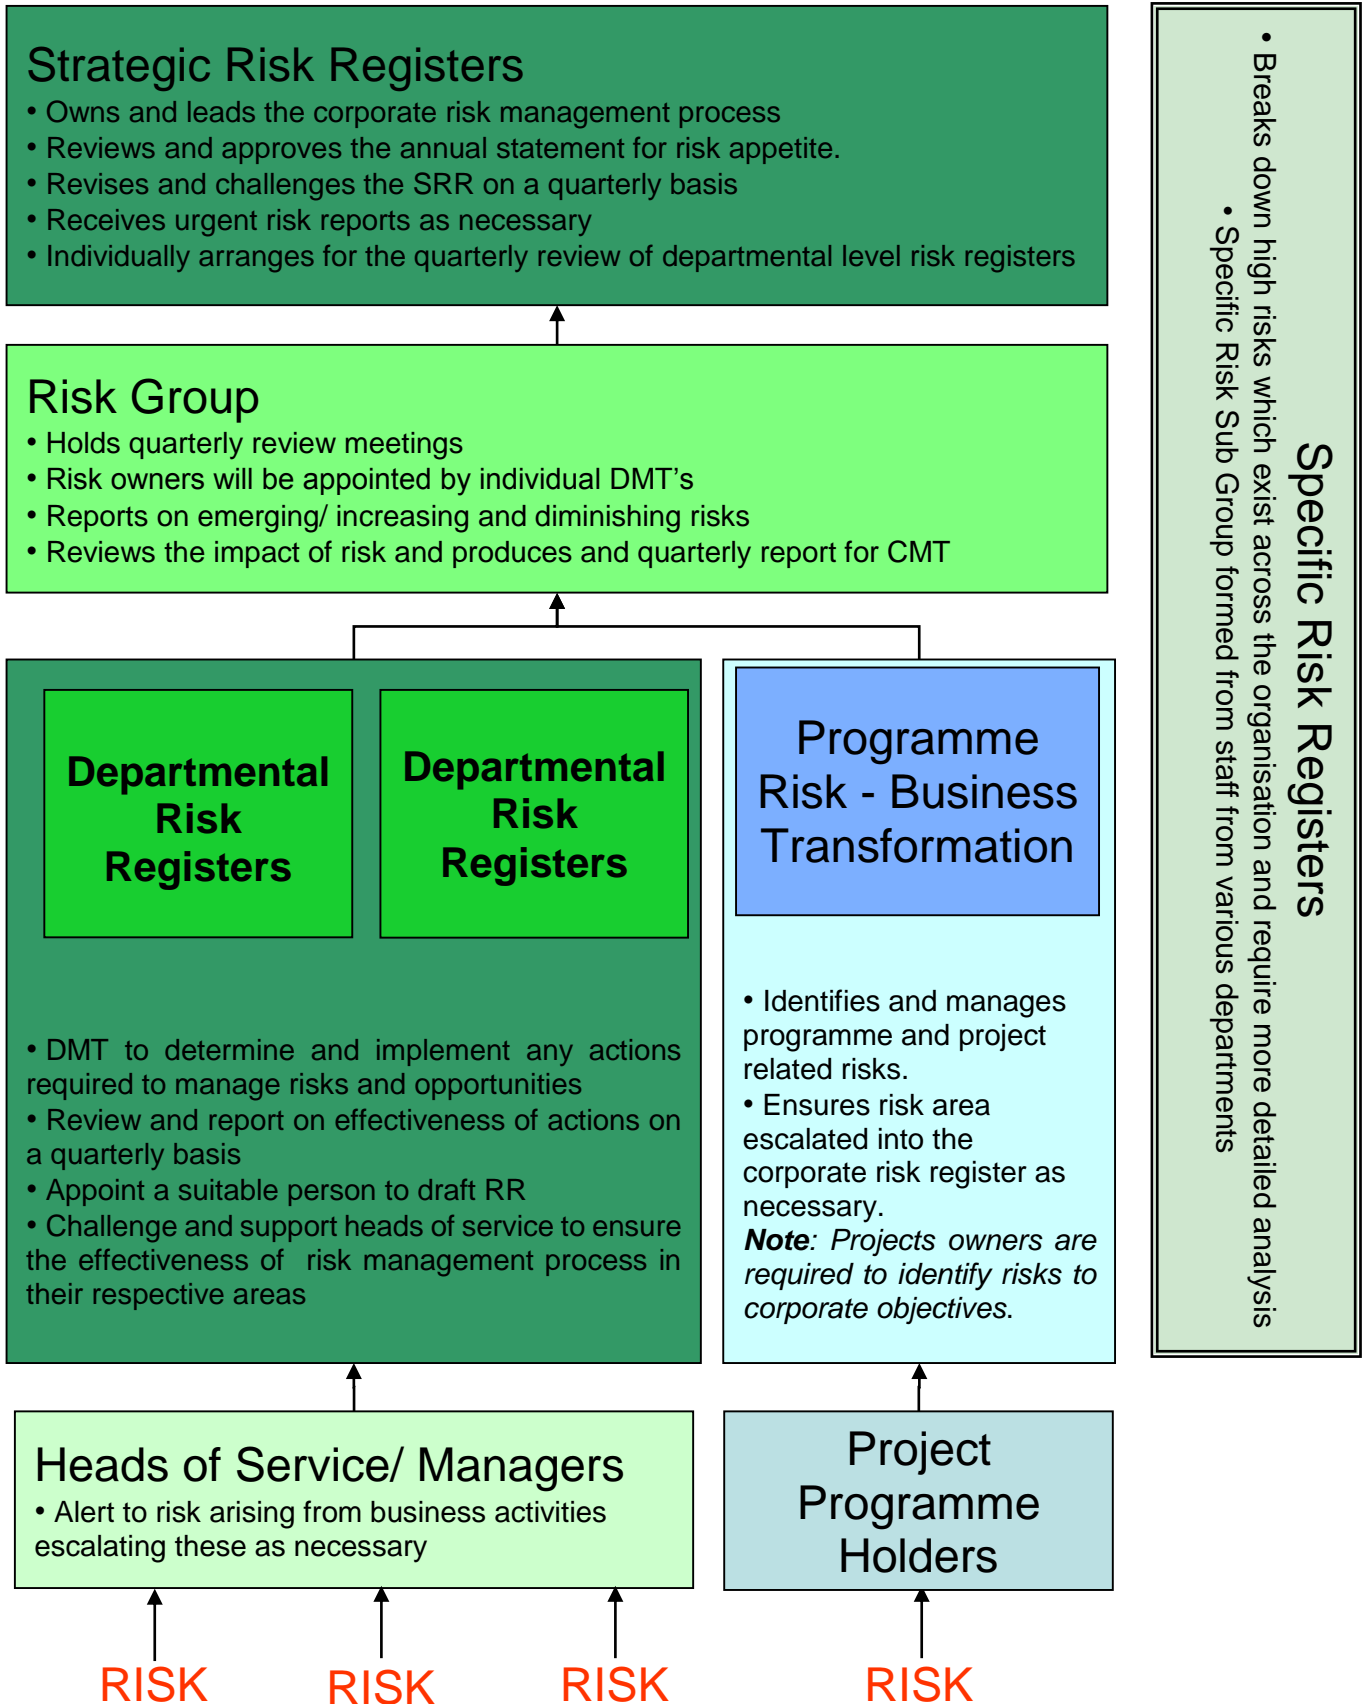 Strategic Risk Registers
• Owns and leads the corporate risk management process
• Reviews and approves the annual statement for risk appetite.
• Revises and challenges the SRR on a quarterly basis
• Receives urgent risk reports as necessary
• Individually arranges for the quarterly review of departmental level risk registers
Risk Group
• Holds quarterly review meetings
• Risk owners will be appointed by individual DMT's
• Reports on emerging/ increasing and diminishing risks
• Reviews the impact of risk and produces and quarterly report for CMT
Departmental
Risk
Registers
Departmental
Risk
Registers
• DMT to determine and implement any actions
required to manage risks and opportunities
• Review and report on effectiveness of actions on
a quarterly basis
• Appoint a suitable person to draft RR
• Challenge and support heads of service to ensure
the effectiveness of risk management process in
their respective areas
Programme
Risk - Business
Transformation
• Identifies and manages
programme and project
related risks.
• Ensures risk area
escalated into the
corporate risk register as
necessary.
Note: Projects owners are
required to identify risks to
corporate objectives.
Heads of Service/ Managers
• Alert to risk arising from business activities
escalating these as necessary
Project
Programme
Holders
RISK
RISK
RISK
RISK
Specific Risk Registers
• Breaks down high risks which exist across the organisation and require more detailed analysis
• Specific Risk Sub Group formed from staff from various departments